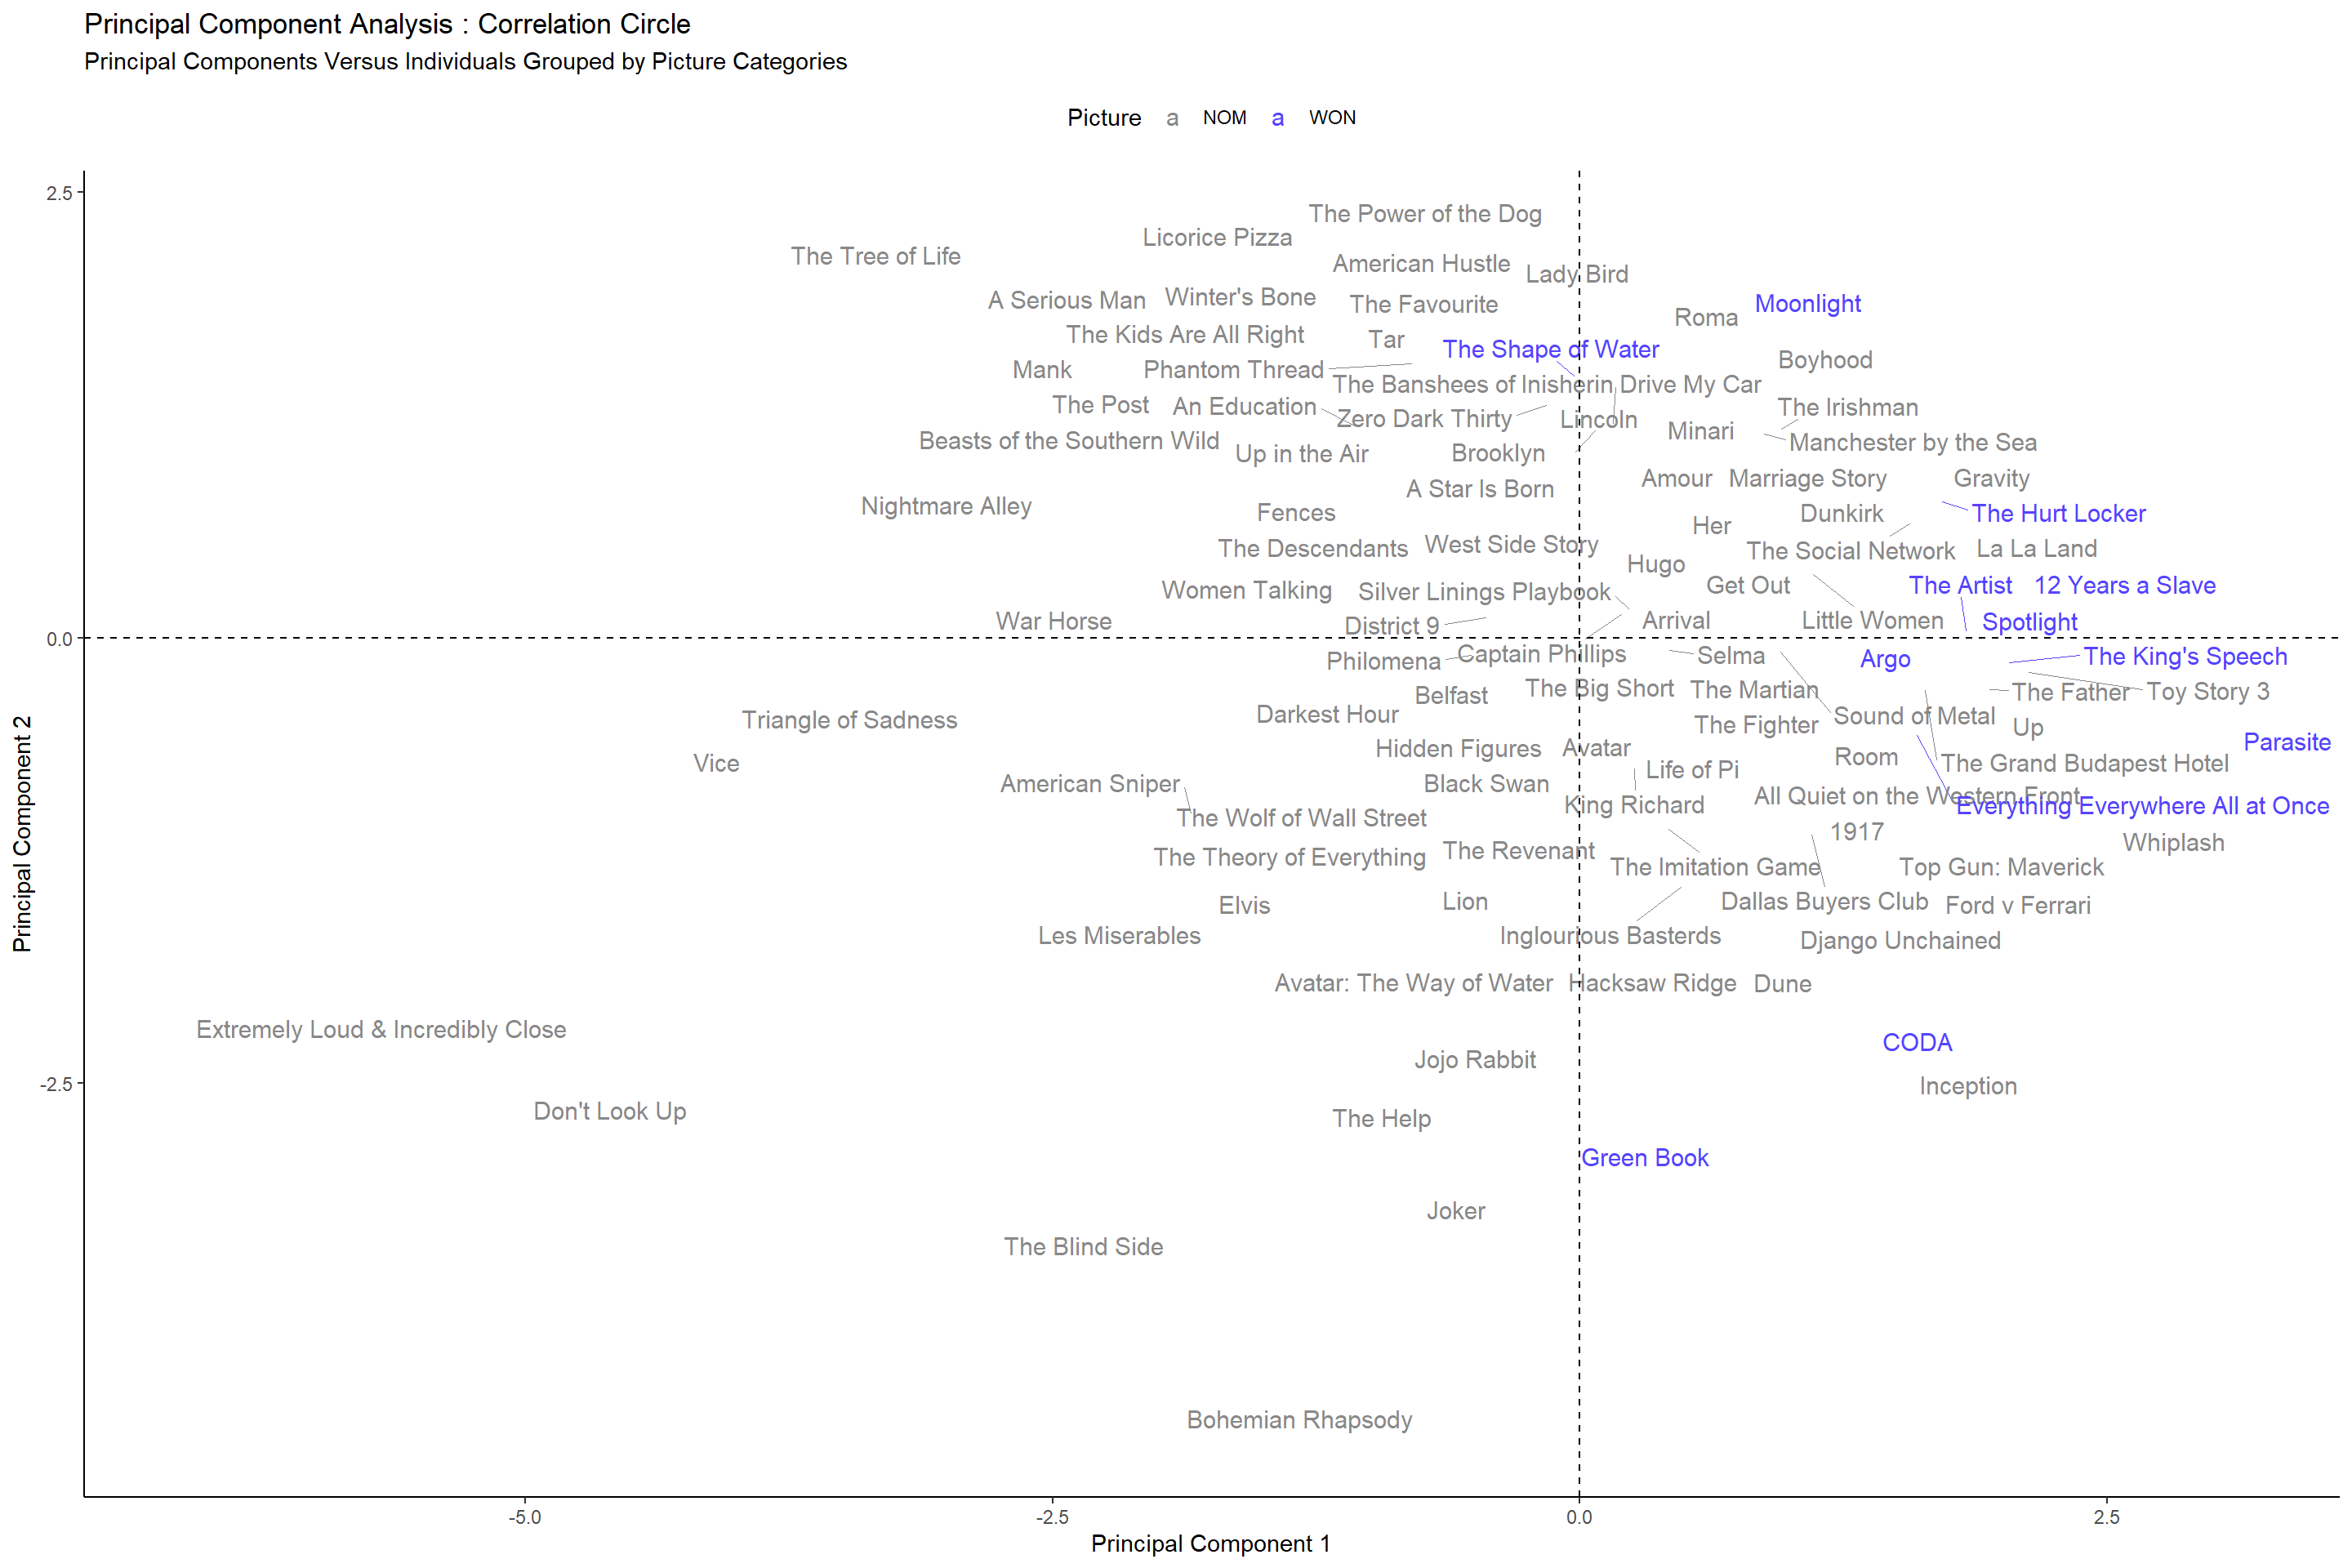 Principal Component Analysis : Correlation Circle
Principal Components Versus Individuals Grouped by Picture Categories
Picture a NOM a WON
2.5
The Power of the Dog
Licorice Pizza
The Tree of Life
American Hustle
Lady Bird
A Serious Man
Winter's Bone
The Favourite
Moonlight
Roma
The Kids Are All Right
Tar
The Shape of Water
Boyhood
Mank
Phantom Thread
The Banshees of Inisherin
Drive My Car
The Post
An Education
The Irishman
Zero Dark Thirty
Lincoln
Minari
Beasts of the Southern Wild
Manchester by the Sea
Up in the Air
Brooklyn
Amour
Marriage Story
Gravity
A Star Is Born
Nightmare Alley
Fences
Dunkirk
The Hurt Locker
Her
The Descendants
West Side Story
The Social Network
La La Land
Hugo
Women Talking
Silver Linings Playbook
Get Out
The Artist
12 Years a Slave
War Horse
District 9
Arrival
Little Women
Spotlight
0.0
Philomena
Captain Phillips
Selma
Argo
The King's Speech
Belfast
The Big Short
The Martian
The Father
Toy Story 3
Triangle of Sadness
Darkest Hour
The Fighter
Sound of Metal
Up
Vice
Hidden Figures
Avatar
Room
Parasite
The Grand Budapest Hotel
American Sniper
Black Swan
Life of Pi
King Richard
All Quiet on the Western Front
Everything Everywhere All at Once
The Wolf of Wall Street
1917
Whiplash
The Theory of Everything
The Revenant
The Imitation Game
Top Gun: Maverick
Elvis
Lion
Dallas Buyers Club
Ford v Ferrari
Les Miserables
Inglourious Basterds
Django Unchained
Avatar: The Way of Water
Hacksaw Ridge
Dune
Extremely Loud & Incredibly Close
CODA
Jojo Rabbit
-2.5
Inception
Don't Look Up
The Help
Green Book
Joker
The Blind Side
Bohemian Rhapsody
-5.0
-2.5
0.0
2.5
Principal Component 1
Principal Component 2